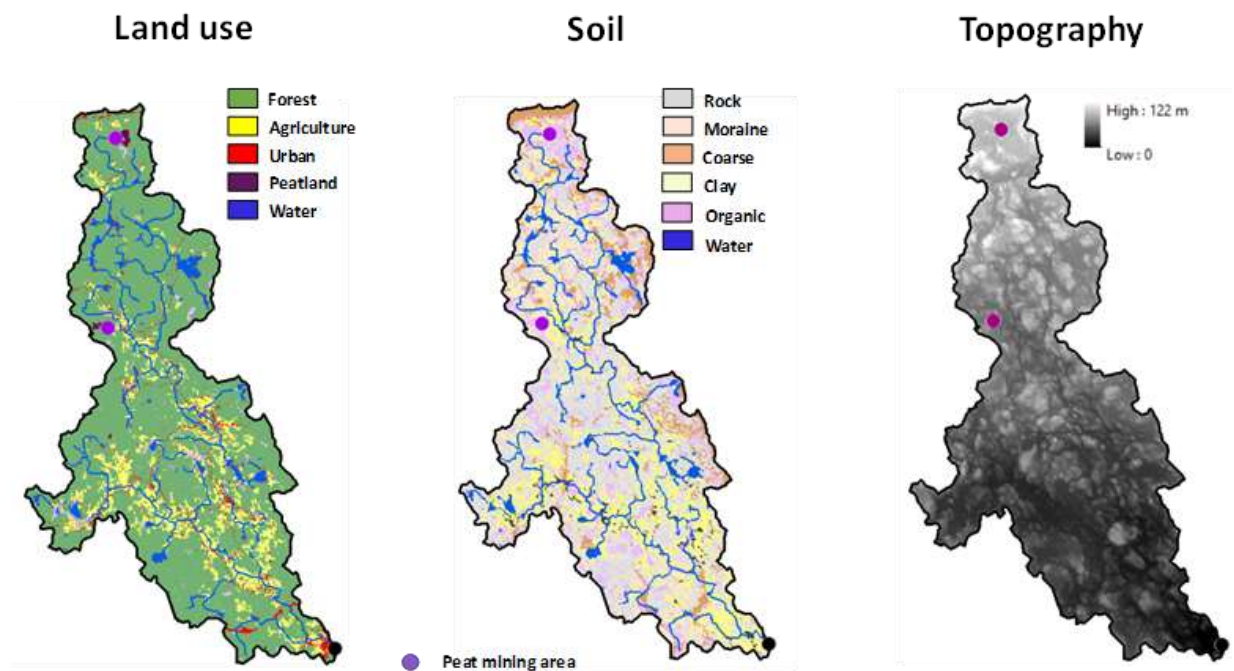 Land use
Soil
Topography
Forest
Agriculture
Urban
Peatland
Water
Rock
Moraine
Coarse
Clay
Organic
Water
High : 122 m
Low : 0
Peat mining area